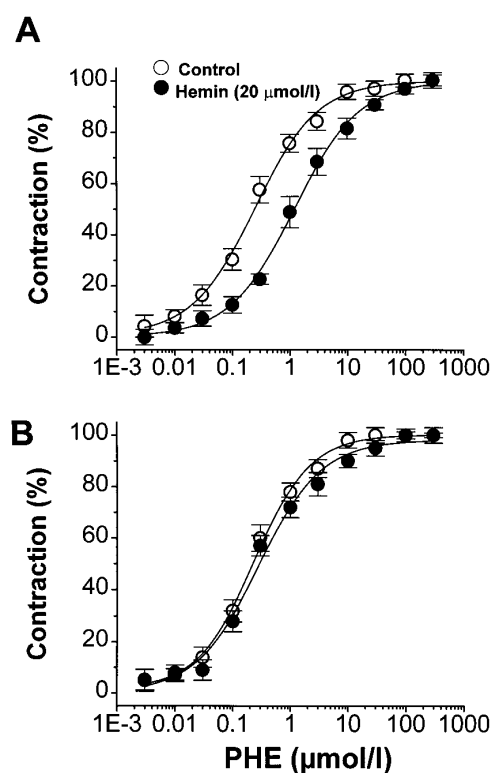 A
Control
Hemin (20 µmol/l)
Contraction (%)
100
80
60
40
20
0
1E-3 0.01 0.1 1 10 100 1000
B
Contraction (%)
100
80
60
40
20
0
1E-3 0.01 0.1 1 10 100 1000
PHE (µmol/l)